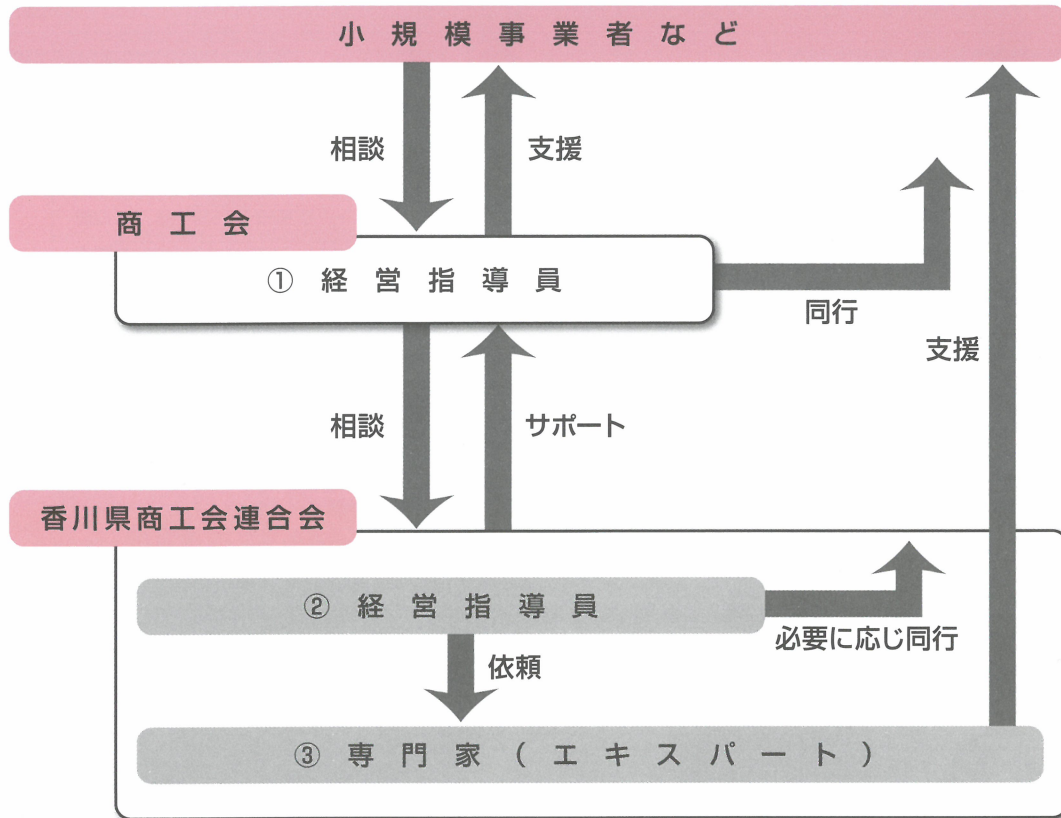 小規模事業者など
相談
支援
商工会
① 経営指導員
同行
支援
相談
サポート
香川県商工会連合会
② 経営指導員
必要に応じ同行
依頼
③ 専門家(エキスパート)